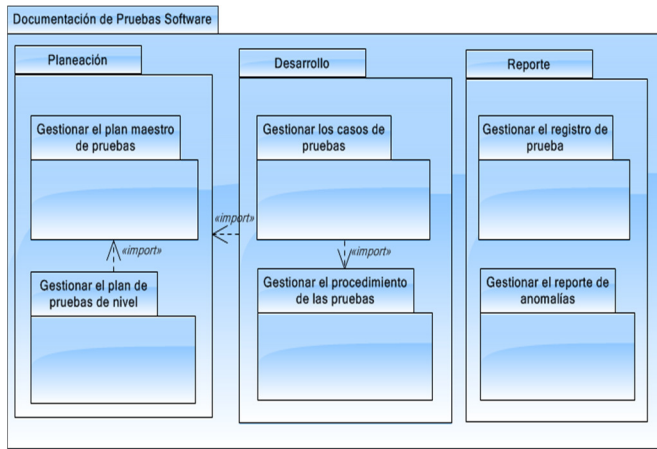 Documentación de Pruebas Software
Planeación
Desarrollo
Reporte
Gestionar el plan maestro
de pruebas
Gestionar los casos de
pruebas
Gestionar el registro de
prueba
«import»
«import»
«import»
Gestionar el plan de
pruebas de nivel
Gestionar el procedimiento
de las pruebas
Gestionar el reporte de
anomalías